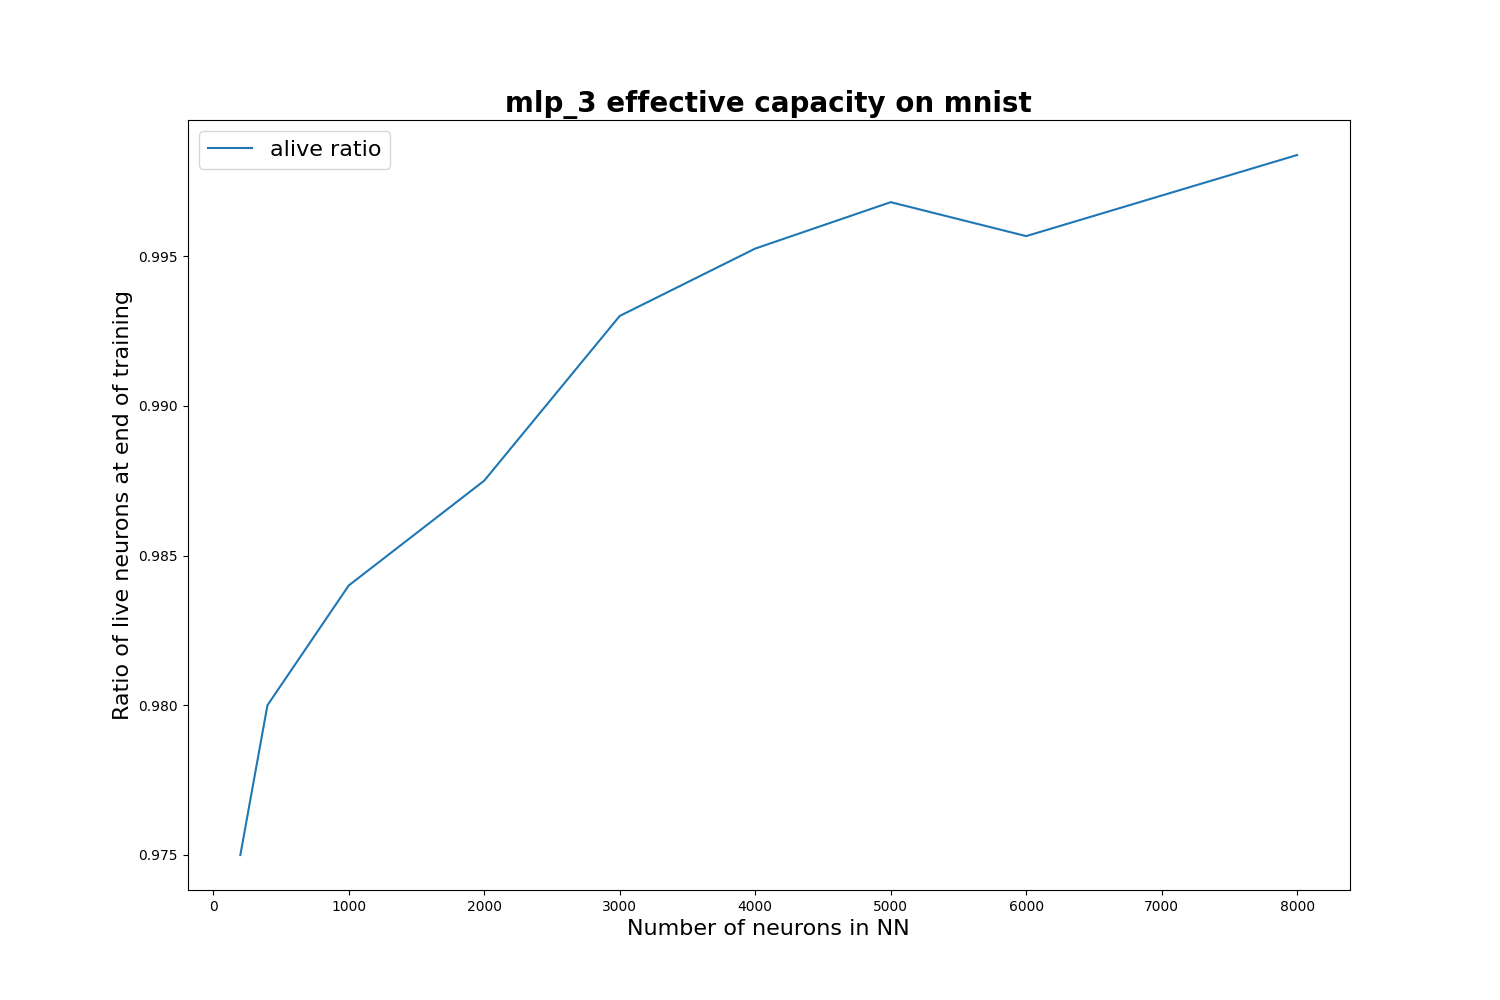 mlp_3 effective capacity on mnist
alive ratio
Ratio of live neurons at end of training
0.995
0.990
0.985
0.980
0.975
0 1000 2000 3000 4000 5000 6000 7000 8000
Number of neurons in NN